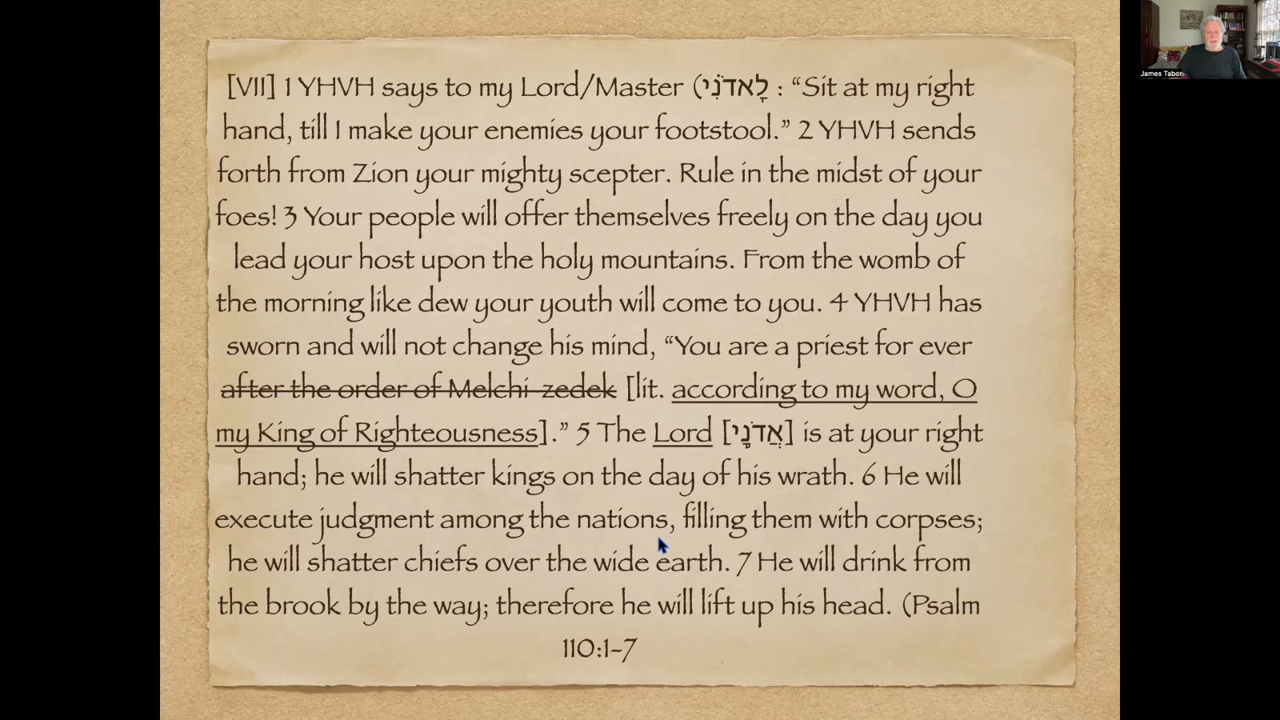 [VII] 1 YHVH says to my Lord/Master (לַאדֹנִי : “Sit at my right
hand, till I make your enemies your footstool.” 2 YHVH sends
forth from Zion your mighty scepter. Rule in the midst of your
foes! 3 Your people will offer themselves freely on the day you
lead your host upon the holy mountains. From the womb of
the morning like dew your youth will come to you. 4 YHVH has
sworn and will not change his mind, “You are a priest for ever
after the order of Melchi-zedek [lit. according to my word, O
my King of Righteousness].” 5 The Lord [אֲדֹנָי] is at your right
hand; he will shatter kings on the day of his wrath. 6 He will
execute judgment among the nations, filling them with corpses;
he will shatter chiefs over the wide earth. 7 He will drink from
the brook by the way; therefore he will lift up his head. (Psalm
110:1-7
James Tabor